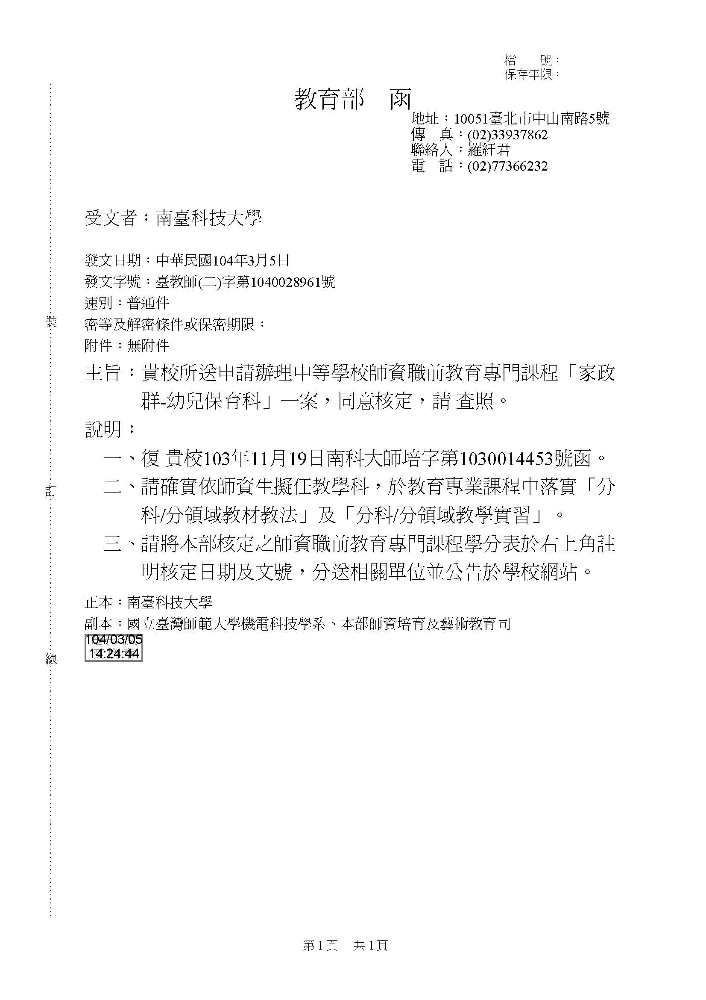 檔　　號：
保存年限：
教育部　函
地址：10051臺北市中山南路5號
傳　真：(02)33937862
聯絡人：羅紆君
電　話：(02)77366232
受文者：南臺科技大學
發文日期：中華民國104年3月5日
發文字號：臺教師(二)字第1040028961號
速別：普通件
密等及解密條件或保密期限：
附件：無附件
主旨：貴校所送申請辦理中等學校師資職前教育專門課程「家政
群-幼兒保育科」一案，同意核定，請 查照。
說明：
一、復 貴校103年11月19日南科大師培字第1030014453號函。
二、請確實依師資生擬任教學科，於教育專業課程中落實「分
科/分領域教材教法」及「分科/分領域教學實習」。
三、請將本部核定之師資職前教育專門課程學分表於右上角註
明核定日期及文號，分送相關單位並公告於學校網站。
正本：南臺科技大學
副本：國立臺灣師範大學機電科技學系、本部師資培育及藝術教育司
104/03/05
14:24:44
裝
訂
線
第1頁　共1頁